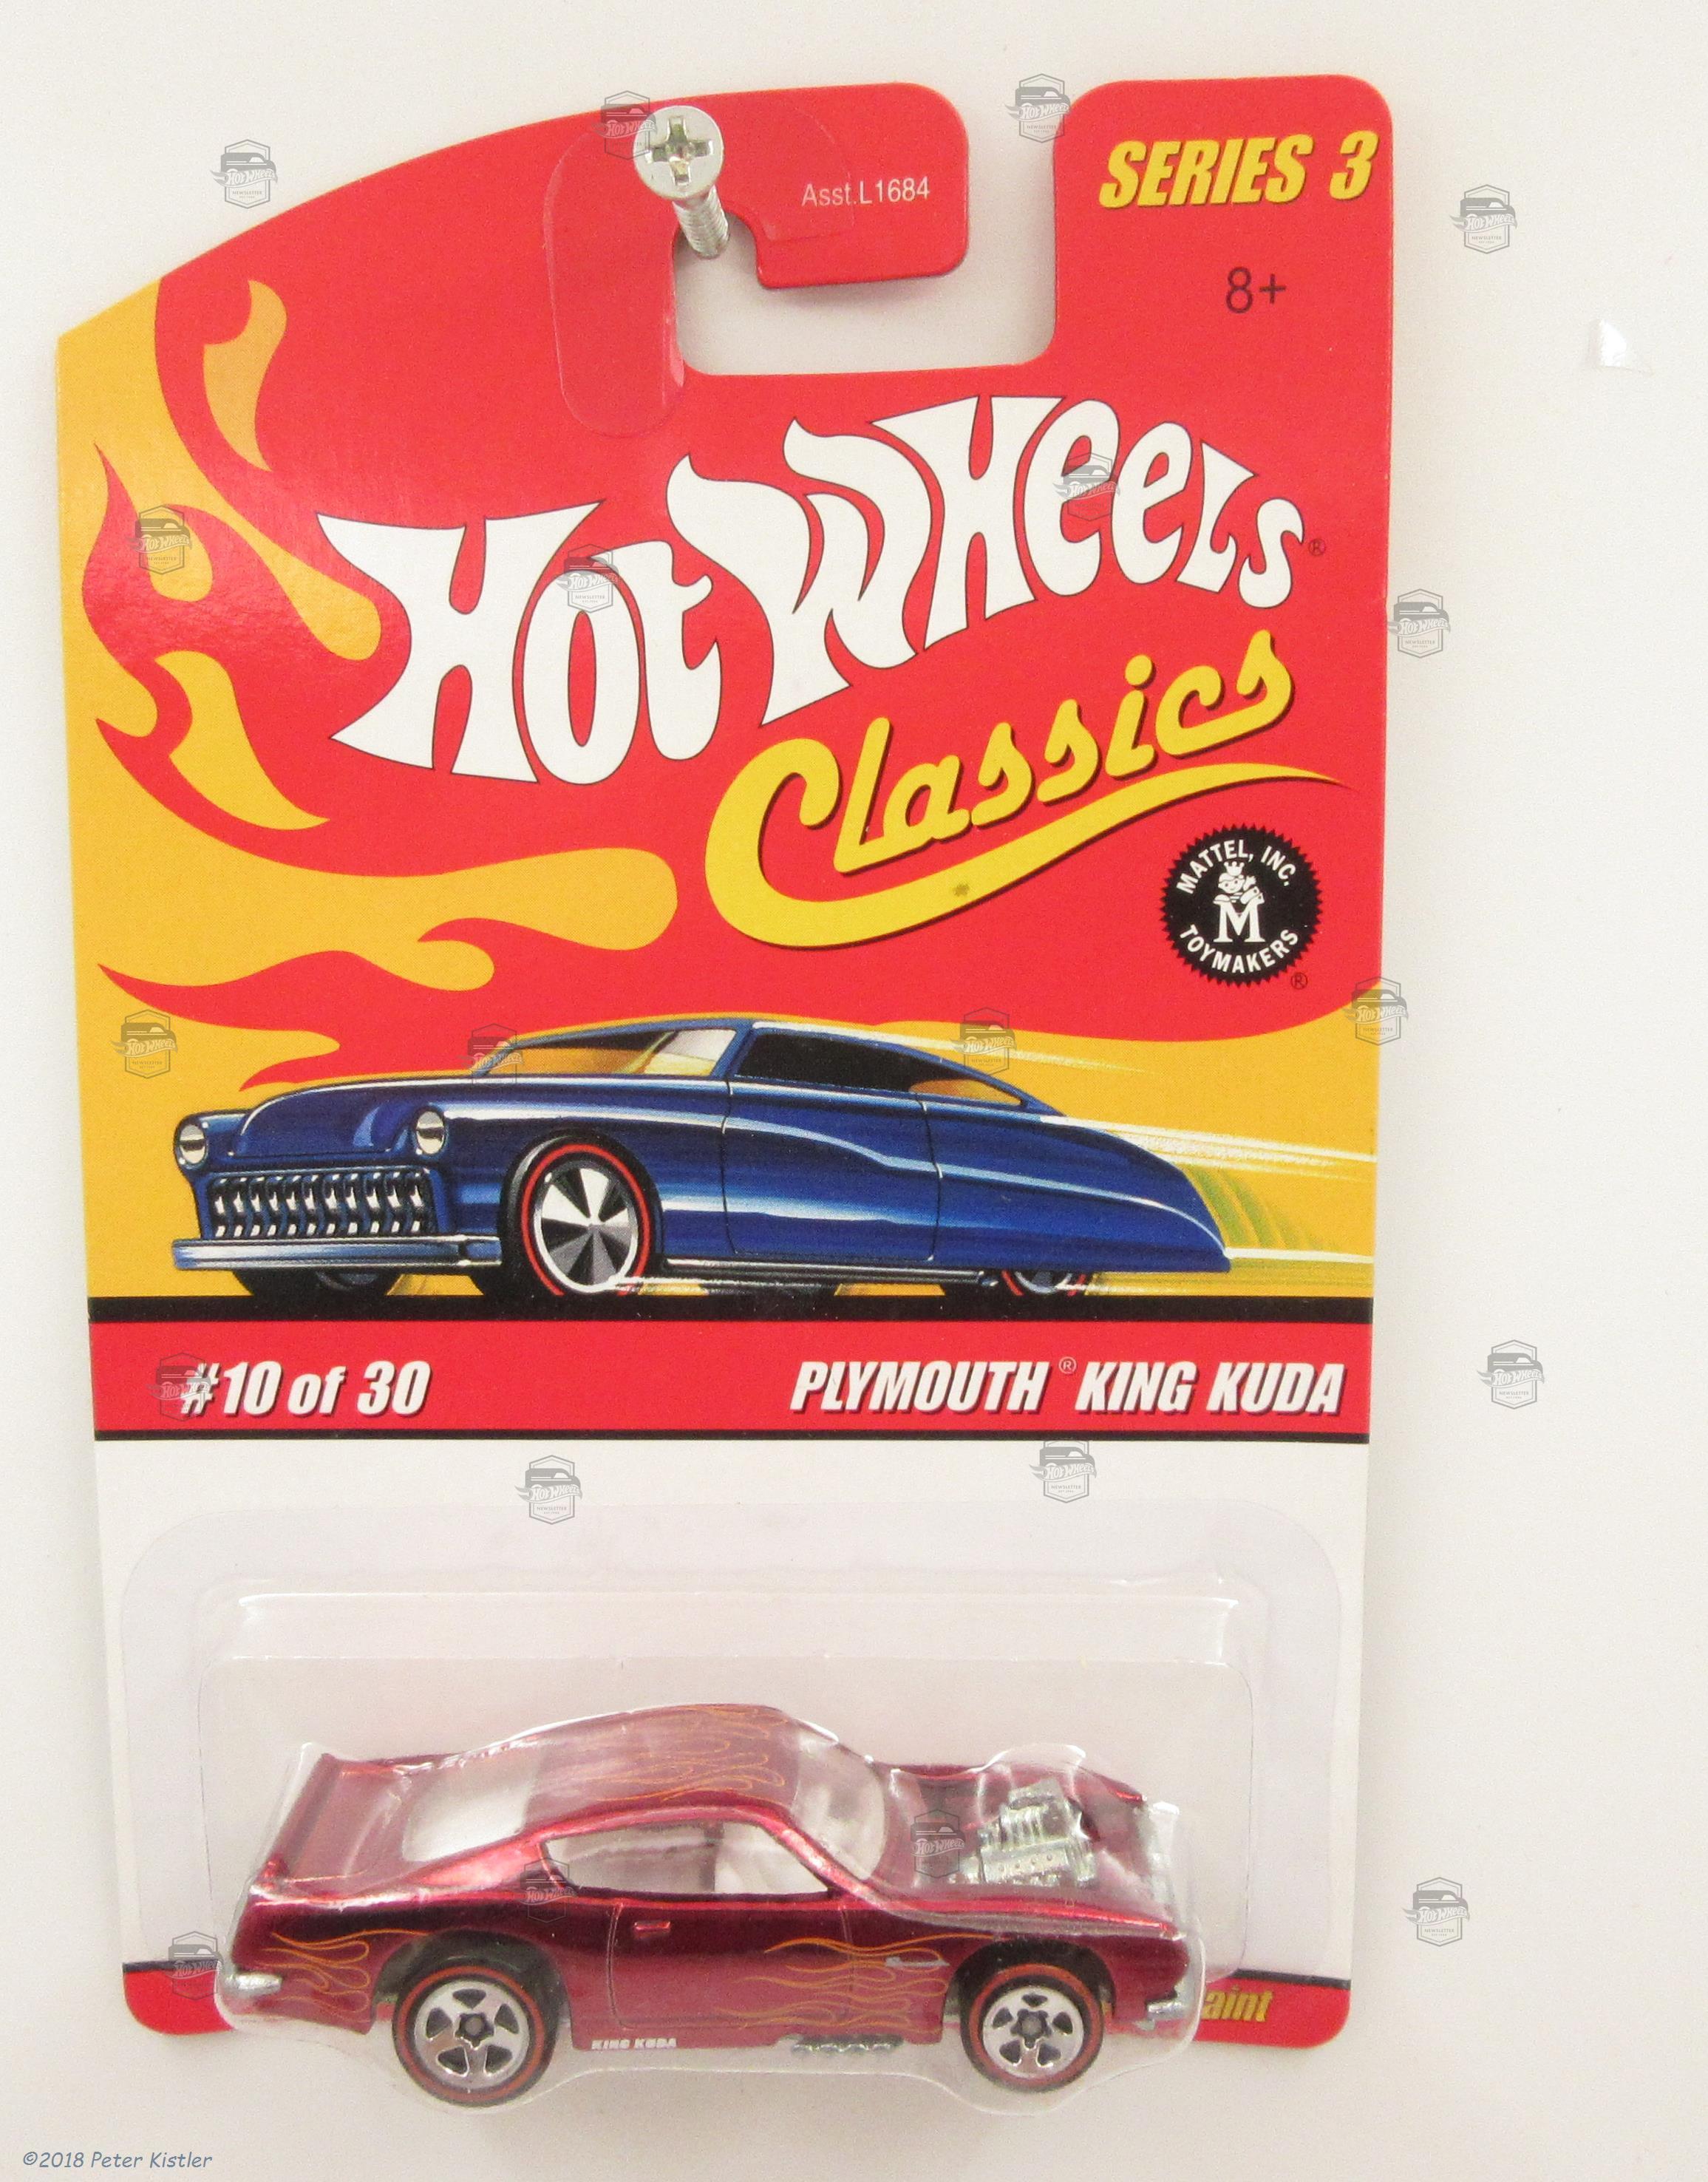 SERIES 3
Asst.L1684
8+
Hot Wheels®
Classics
MATTEL, INC.
M
TOYMAKERS
®
#10 of 30
PLYMOUTH® KING KUDA
KING KUDA
aint
©2018 Peter Kistler